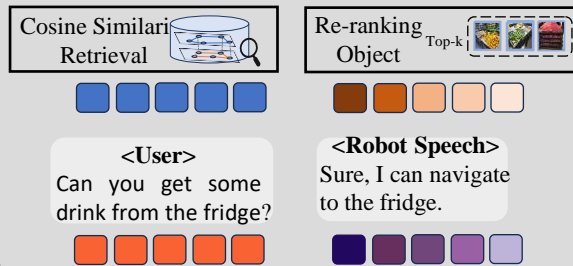 Cosine Similari
Retrieval
Re-ranking
Object
Top-k
<User>
Can you get some
drink from the fridge?
<Robot Speech>
Sure, I can navigate
to the fridge.